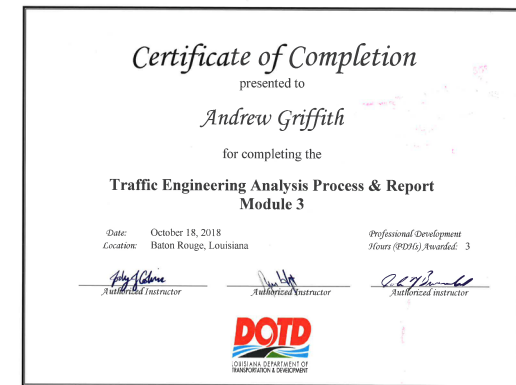 Certificate of Completion
presented to
Andrew Griffith
for completing the
Traffic Engineering Analysis Process & Report
Module 3
Date: October 18, 2018
Location: Baton Rouge, Louisiana
Professional Development
Hours (PDHs) Awarded: 3
Authorized Instructor
Authorized Instructor
Authorized instructor
DOTD
LOUISIANA DEPARTMENT OF
TRANSPORTATION & DEVELOPMENT